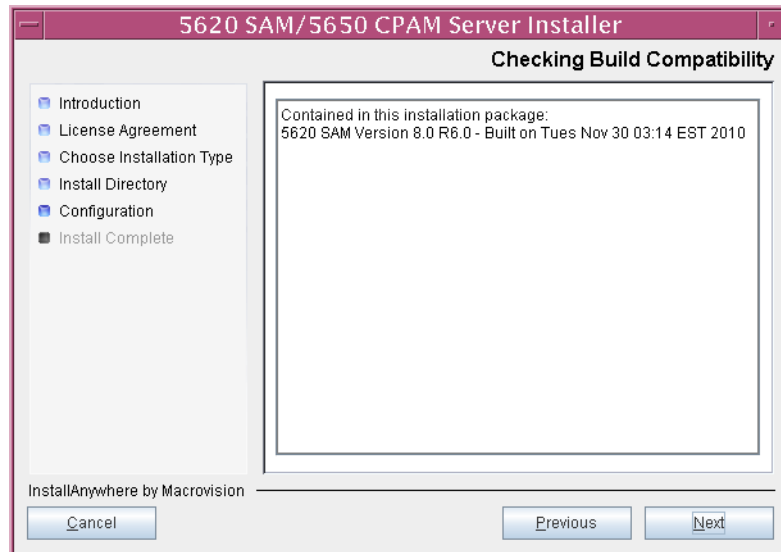 5620 SAM/5650 CPAM Server Installer
Checking Build Compatibility
Introduction
License Agreement
Choose Installation Type
Install Directory
Configuration
Install Complete
Contained in this installation package:
5620 SAM Version 8.0 R6.0 - Built on Tues Nov 30 03:14 EST 2010
InstallAnywhere by Macrovision
Cancel
Previous
Next